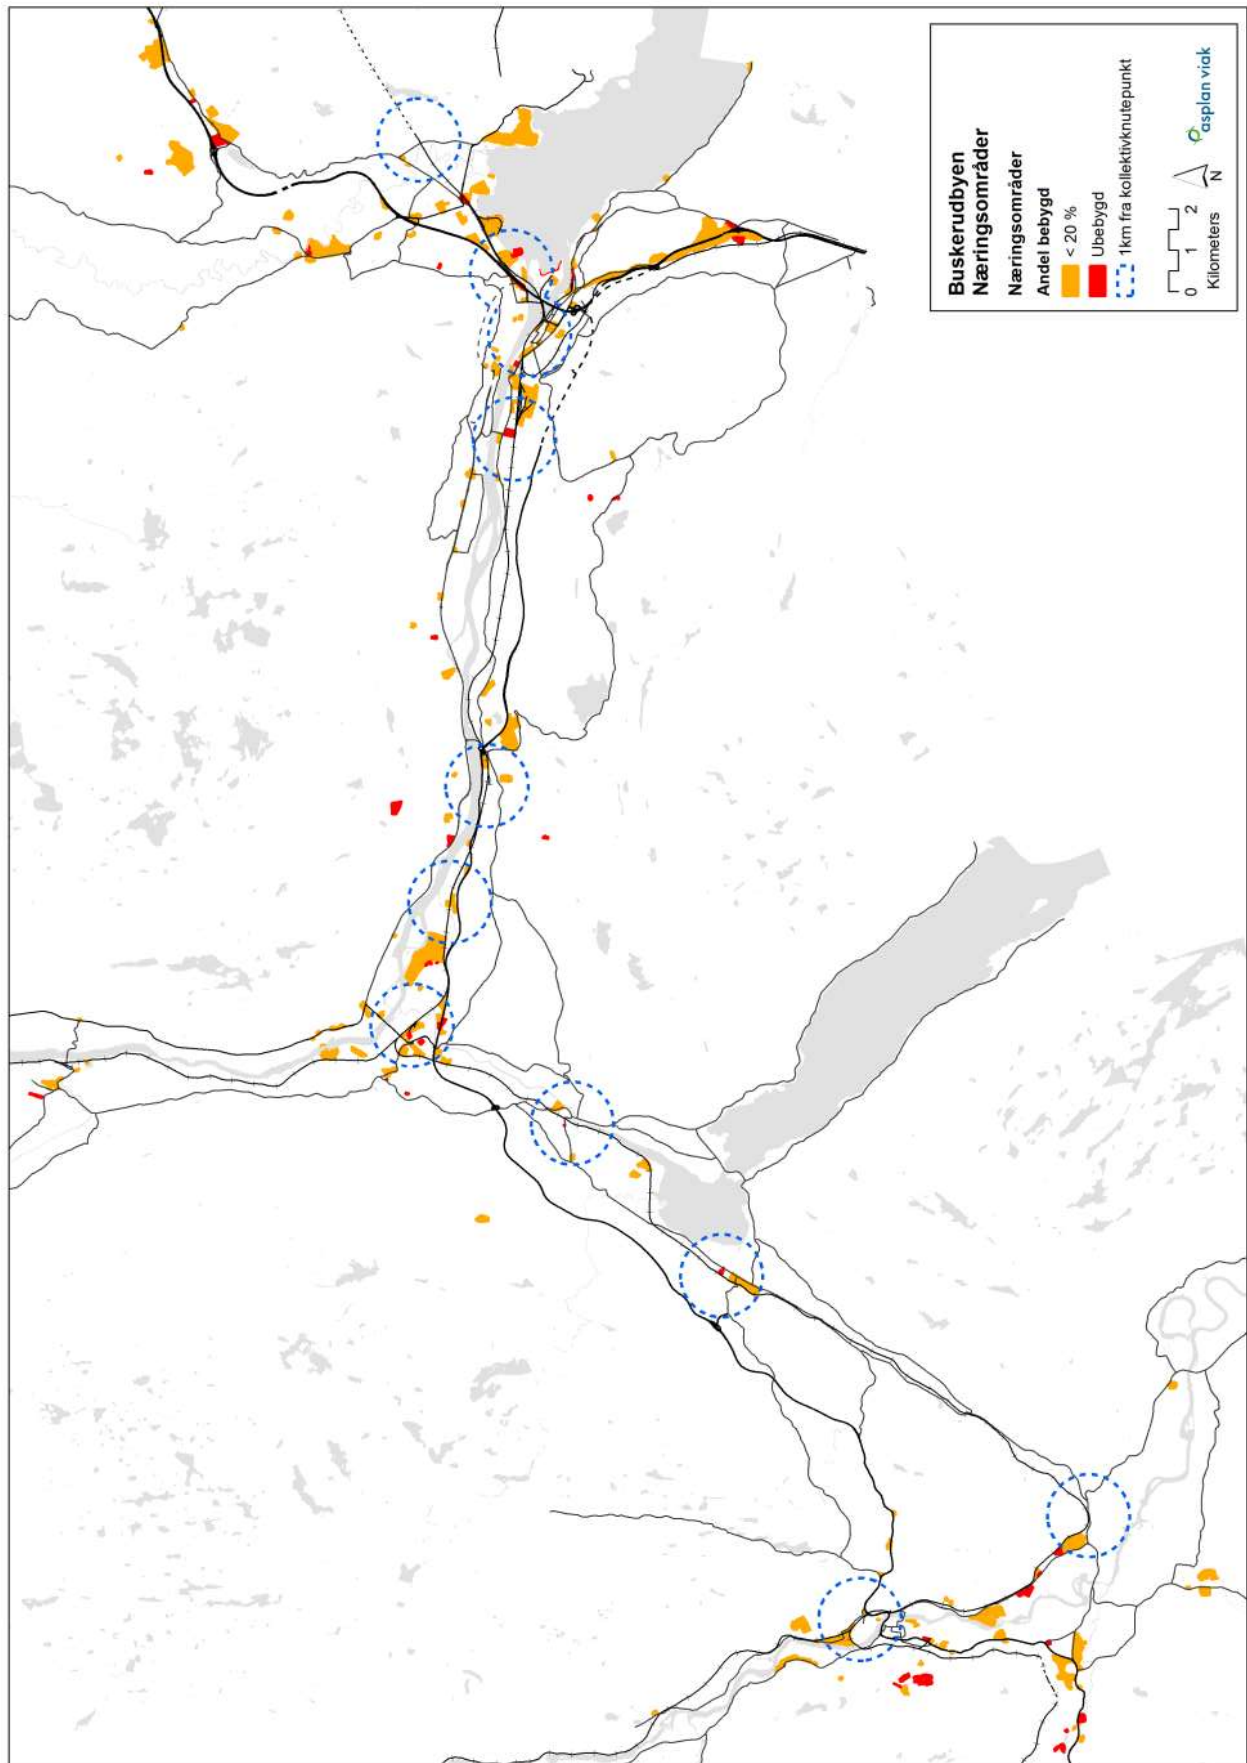 Buskerudbyen
Næringsområder
Næringsområder
Andel bebygd
< 20 %
Ubebygd
1km fra kollektivknutepunkt
0 1 2
Kilometers
N
asplan viak